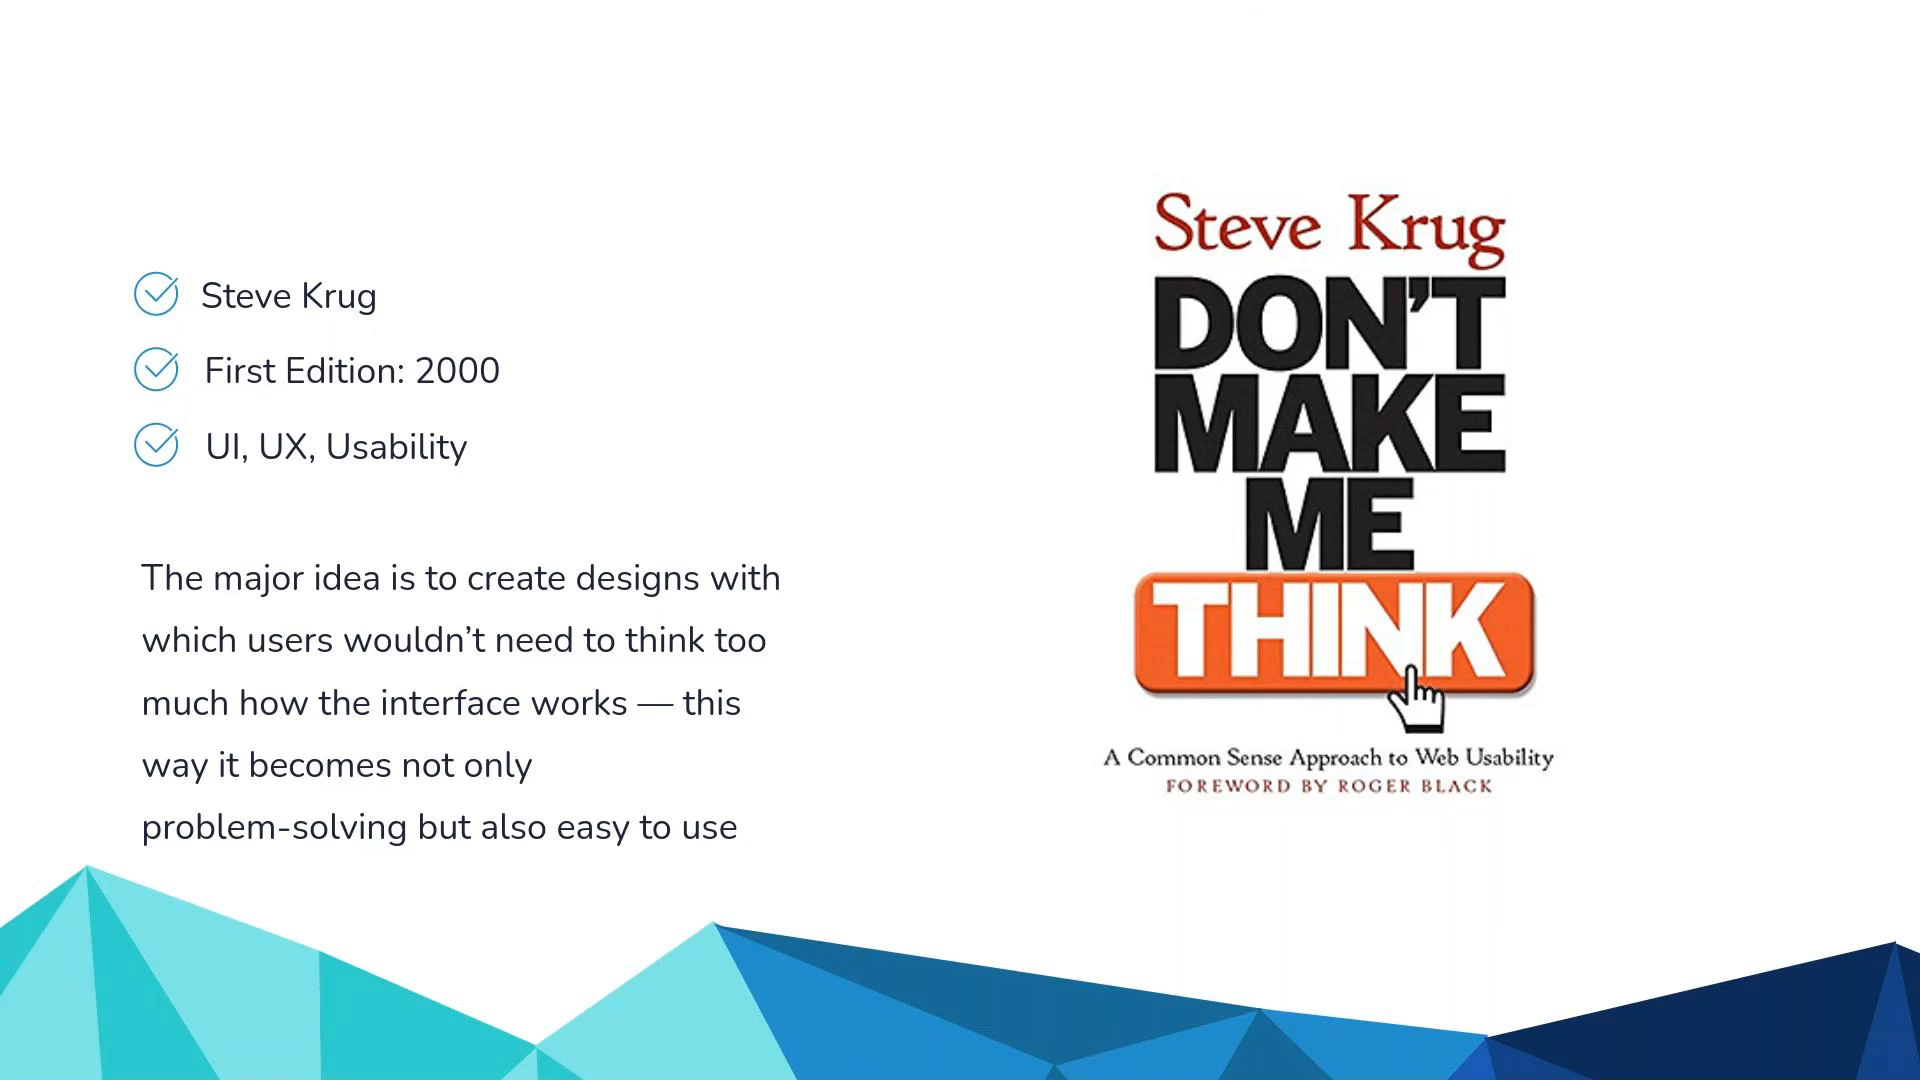 Steve Krug
First Edition: 2000
UI, UX, Usability
The major idea is to create designs with
which users wouldn’t need to think too
much how the interface works — this
way it becomes not only
problem-solving but also easy to use
Steve Krug
DON’T
MAKE
ME
THINK
A Common Sense Approach to Web Usability
FOREWORD BY ROGER BLACK